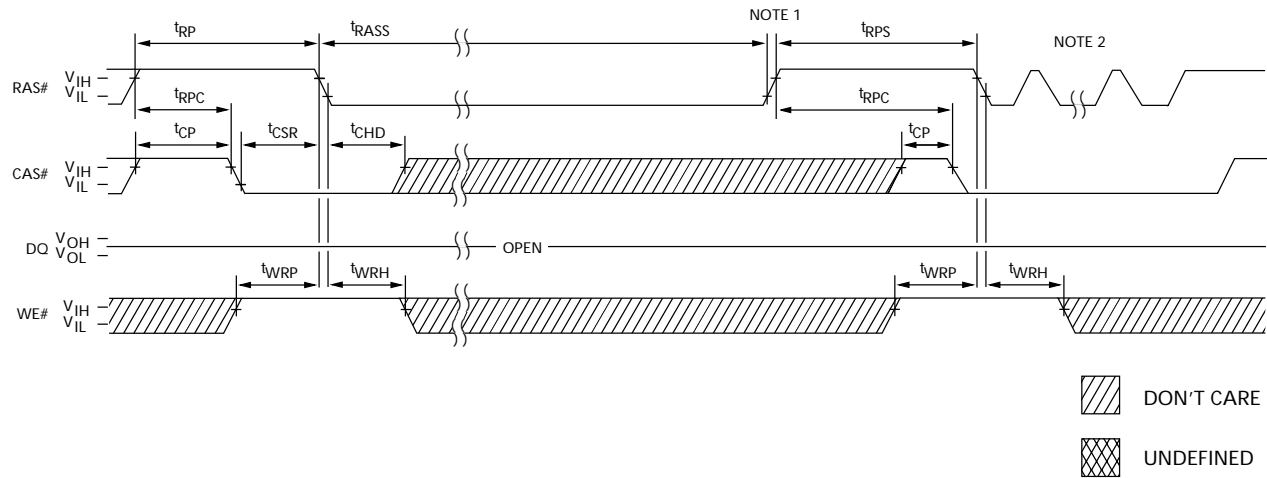 NOTE 1
tRP
tRASS
tRPS
NOTE 2
RAS# VIH
VIL
tRPC
tRPC
tCP
tCSR
tCHD
tCP
CAS# VIH
VIL
DQ VOH
VOL
OPEN
tWRP
tWRH
tWRP
tWRH
WE# VIH
VIL
DON'T CARE
UNDEFINED